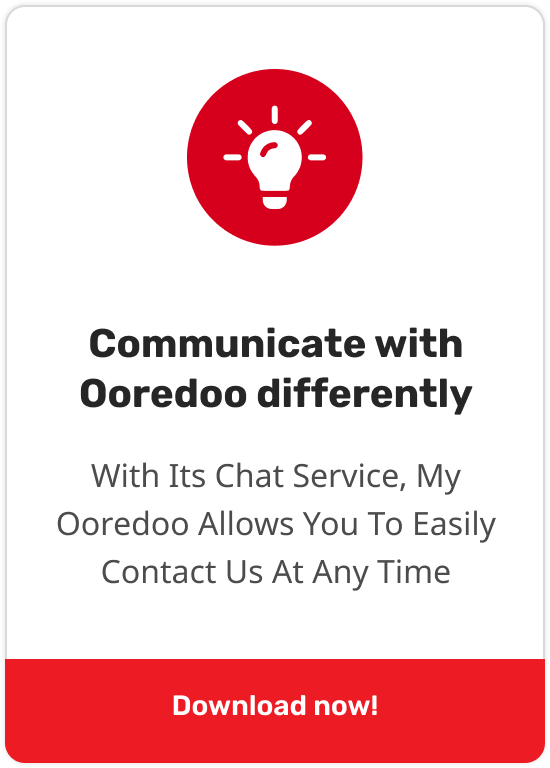 Communicate with
Ooredoo differently
With Its Chat Service, My
Ooredoo Allows You To Easily
Contact Us At Any Time
Download now!